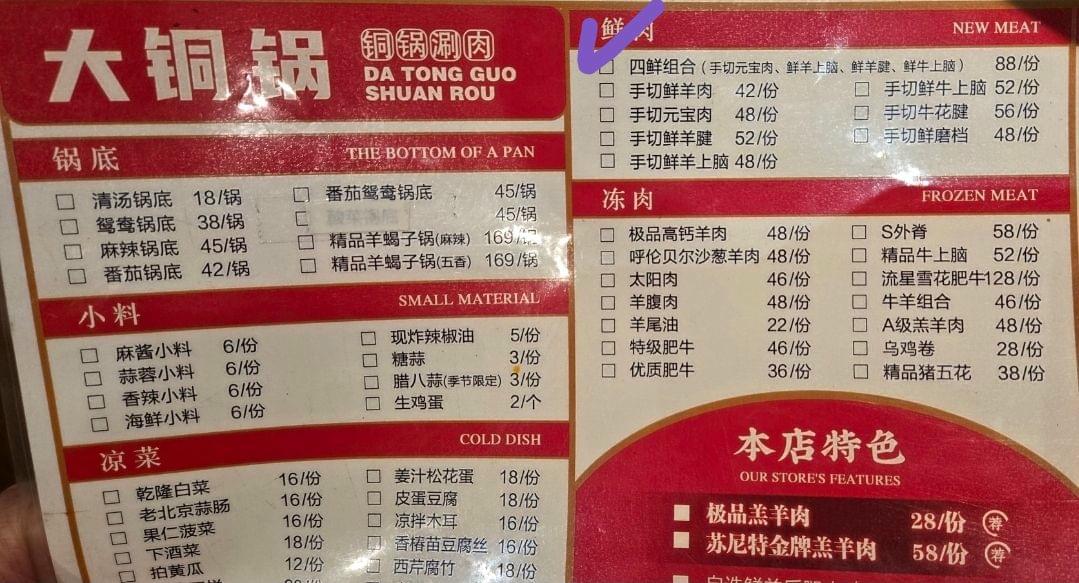 大铜锅
铜锅涮肉
DA TONG GUO
SHUAN ROU
锅底 THE BOTTOM OF A PAN
清汤锅底 18/锅
鸳鸯锅底 38/锅
麻辣锅底 45/锅
番茄锅底 42/锅
番茄鸳鸯锅底 45/锅
45/锅
精品羊蝎子锅(麻辣) 169/锅
精品羊蝎子锅(五香) 169/锅
小料 SMALL MATERIAL
麻酱小料 6/份
蒜蓉小料 6/份
香辣小料 6/份
海鲜小料 6/份
现炸辣椒油 5/份
糖蒜 3/份
腊八蒜(季节限定) 3/份
生鸡蛋 2/个
凉菜 COLD DISH
乾隆白菜 16/份
老北京蒜肠 16/份
果仁菠菜 16/份
下酒菜 18/份
拍黄瓜 12/份
姜汁松花蛋 18/份
皮蛋豆腐 18/份
凉拌木耳 16/份
香椿苗豆腐丝 16/份
西芹腐竹 18/份
鲜肉 NEW MEAT
四鲜组合(手切元宝肉、鲜羊上脑、鲜羊腱、鲜牛上脑) 88/份
手切鲜羊肉 42/份
手切元宝肉 48/份
手切鲜羊腱 52/份
手切鲜羊上脑 48/份
手切鲜牛上脑 52/份
手切牛花腱 56/份
手切鲜磨档 48/份
冻肉 FROZEN MEAT
极品高钙羊肉 48/份
呼伦贝尔沙葱羊肉 48/份
太阳肉 46/份
羊腹肉 48/份
羊尾油 22/份
特级肥牛 46/份
优质肥牛 36/份
S外脊 58/份
精品牛上脑 52/份
流星雪花肥牛128/份
牛羊组合 46/份
A级羔羊肉 48/份
乌鸡卷 28/份
精品猪五花 38/份
本店特色
OUR STORE'S FEATURES
极品羔羊肉 28/份 荐
苏尼特金牌羔羊肉 58/份 荐